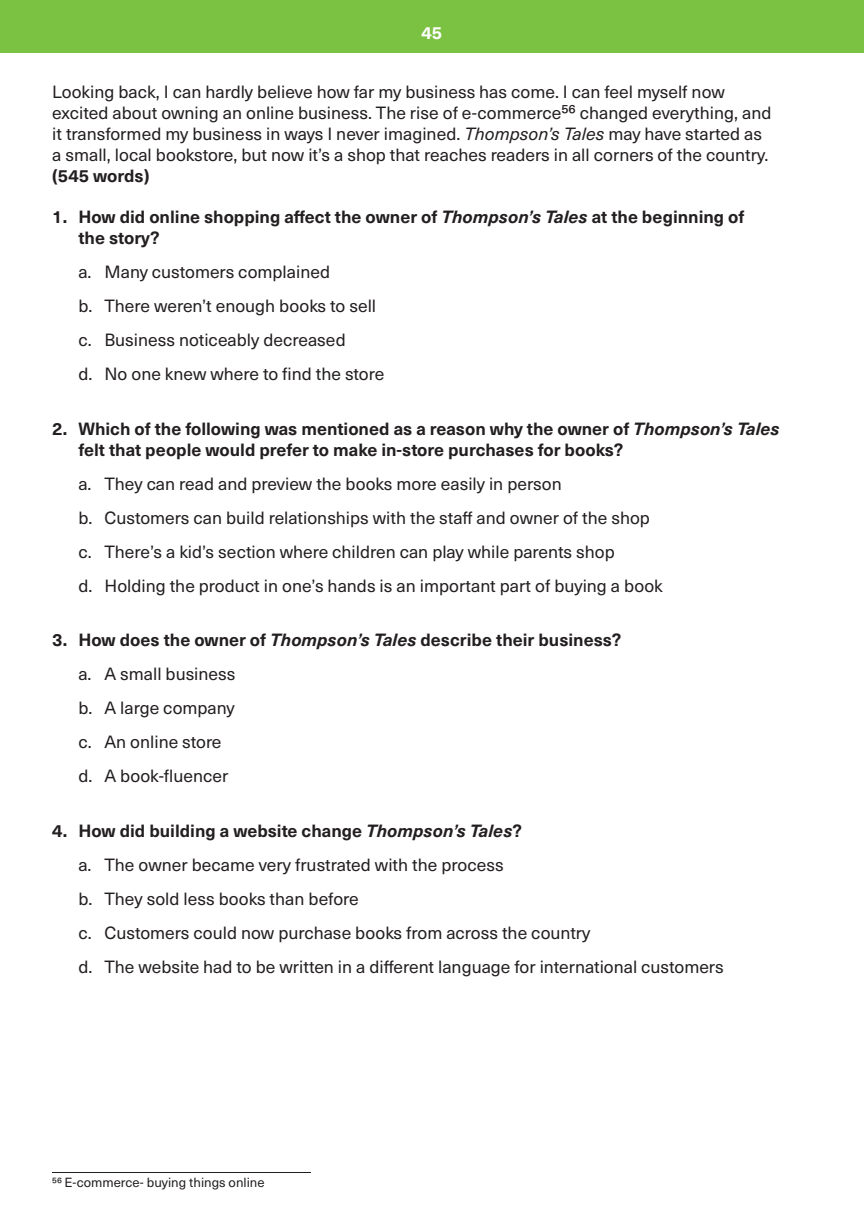 45
Looking back, I can hardly believe how far my business has come. I can feel myself now
excited about owning an online business. The rise of e-commerce⁵⁶ changed everything, and
it transformed my business in ways I never imagined. Thompson’s Tales may have started as
a small, local bookstore, but now it’s a shop that reaches readers in all corners of the country.
(545 words)
1. How did online shopping affect the owner of Thompson’s Tales at the beginning of
the story?
a. Many customers complained
b. There weren’t enough books to sell
c. Business noticeably decreased
d. No one knew where to find the store
2. Which of the following was mentioned as a reason why the owner of Thompson’s Tales
felt that people would prefer to make in-store purchases for books?
a. They can read and preview the books more easily in person
b. Customers can build relationships with the staff and owner of the shop
c. There’s a kid’s section where children can play while parents shop
d. Holding the product in one’s hands is an important part of buying a book
3. How does the owner of Thompson’s Tales describe their business?
a. A small business
b. A large company
c. An online store
d. A book-fluencer
4. How did building a website change Thompson’s Tales?
a. The owner became very frustrated with the process
b. They sold less books than before
c. Customers could now purchase books from across the country
d. The website had to be written in a different language for international customers
⁵⁶ E-commerce- buying things online